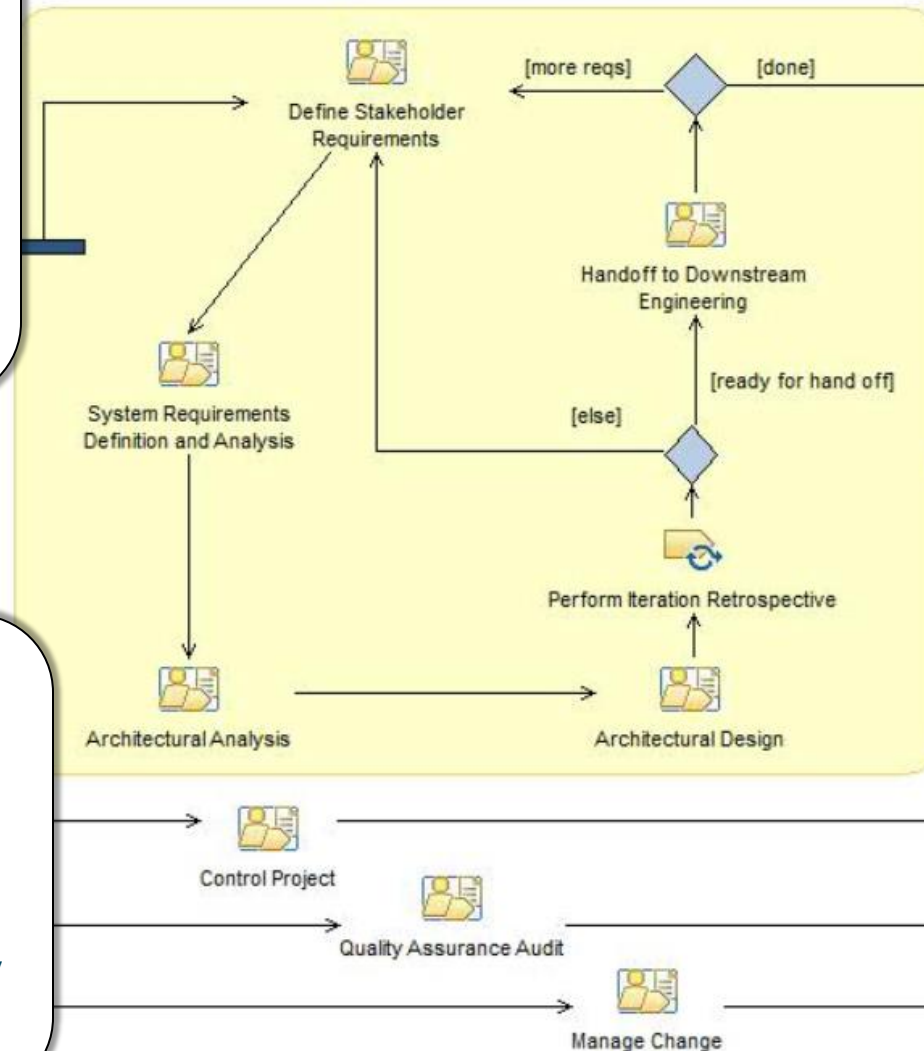 [more reqs]
[done]
Define Stakeholder
Requirements
Handoff to Downstream
Engineering
[ready for hand off]
[else]
System Requirements
Definition and Analysis
Perform Iteration Retrospective
Architectural Analysis
Architectural Design
Control Project
Quality Assurance Audit
Manage Change